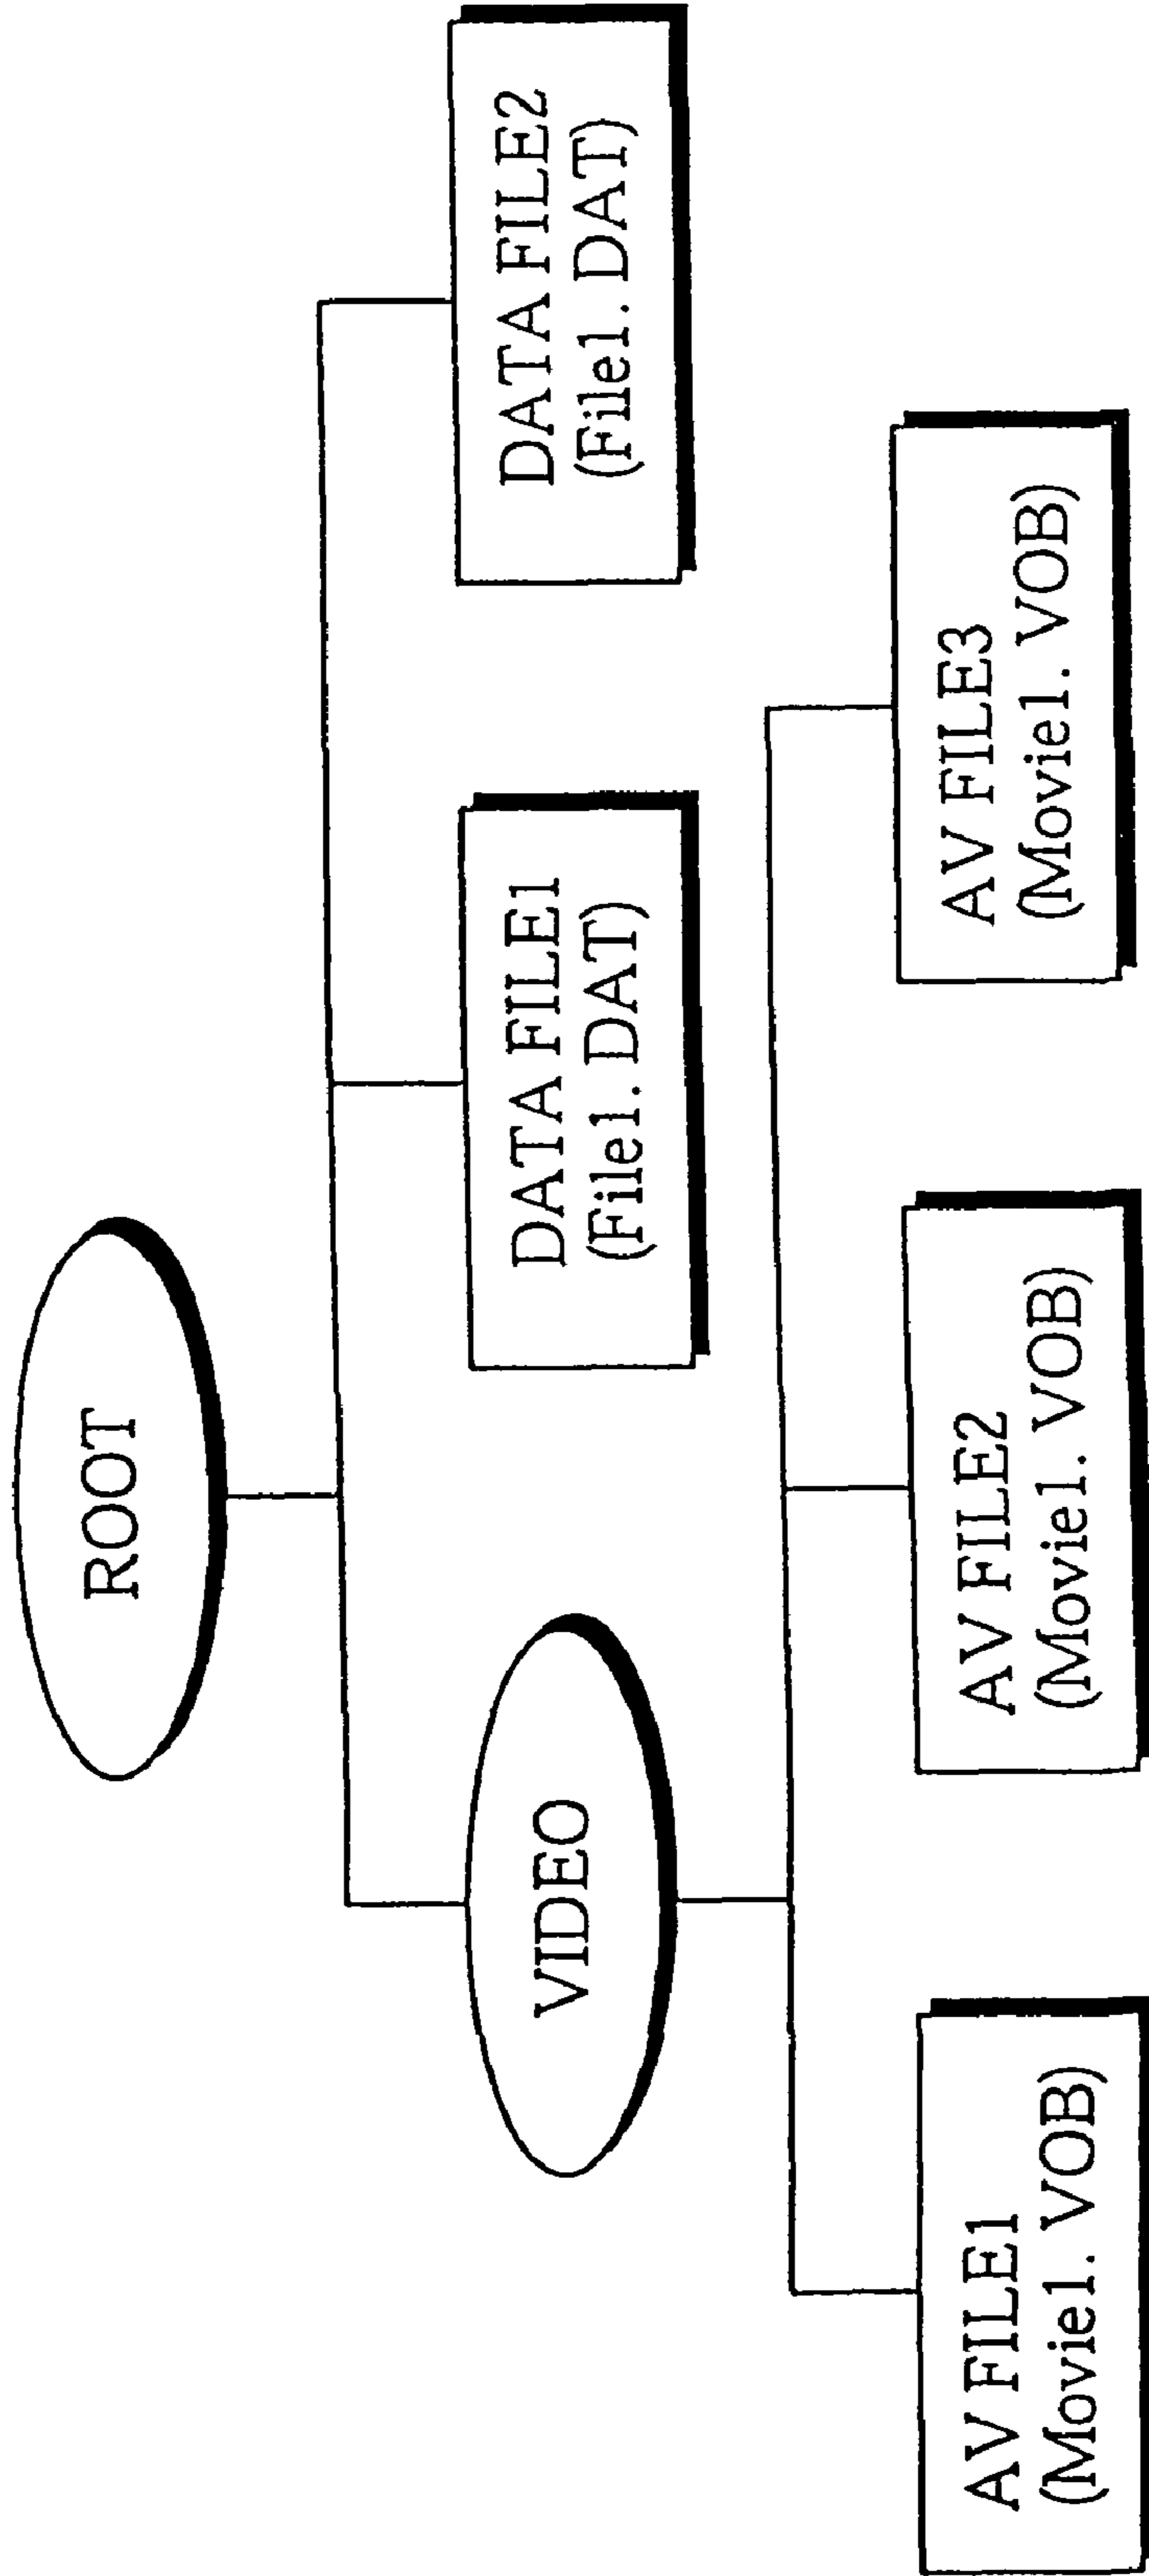 ROOT
VIDEO
DATA FILE1
(File1. DAT)
DATA FILE2
(File1. DAT)
AV FILE1
(Movie1. VOB)
AV FILE2
(Movie1. VOB)
AV FILE3
(Movie1. VOB)